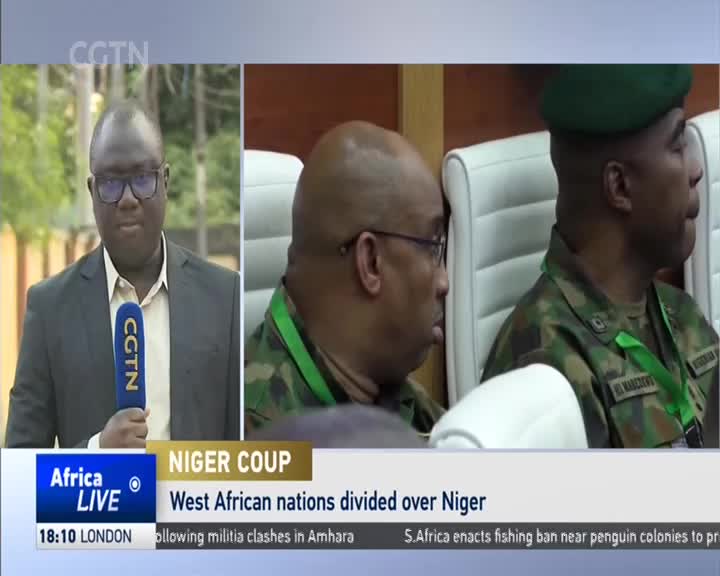 CGTN
CGTN
NIGER COUP
Africa
LIVE
West African nations divided over Niger
18:10 LONDON
ollowing militia clashes in Amhara
S.Africa enacts fishing ban near penguin colonies to pr